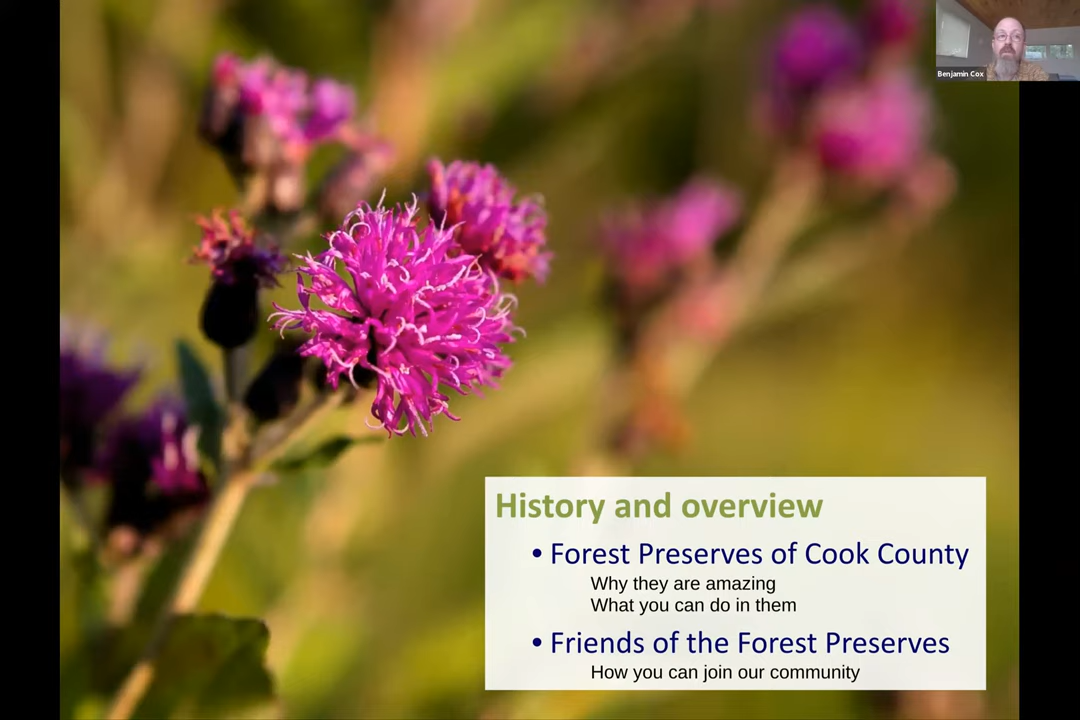 Benjamin Cox
History and overview
• Forest Preserves of Cook County
Why they are amazing
What you can do in them
• Friends of the Forest Preserves
How you can join our community